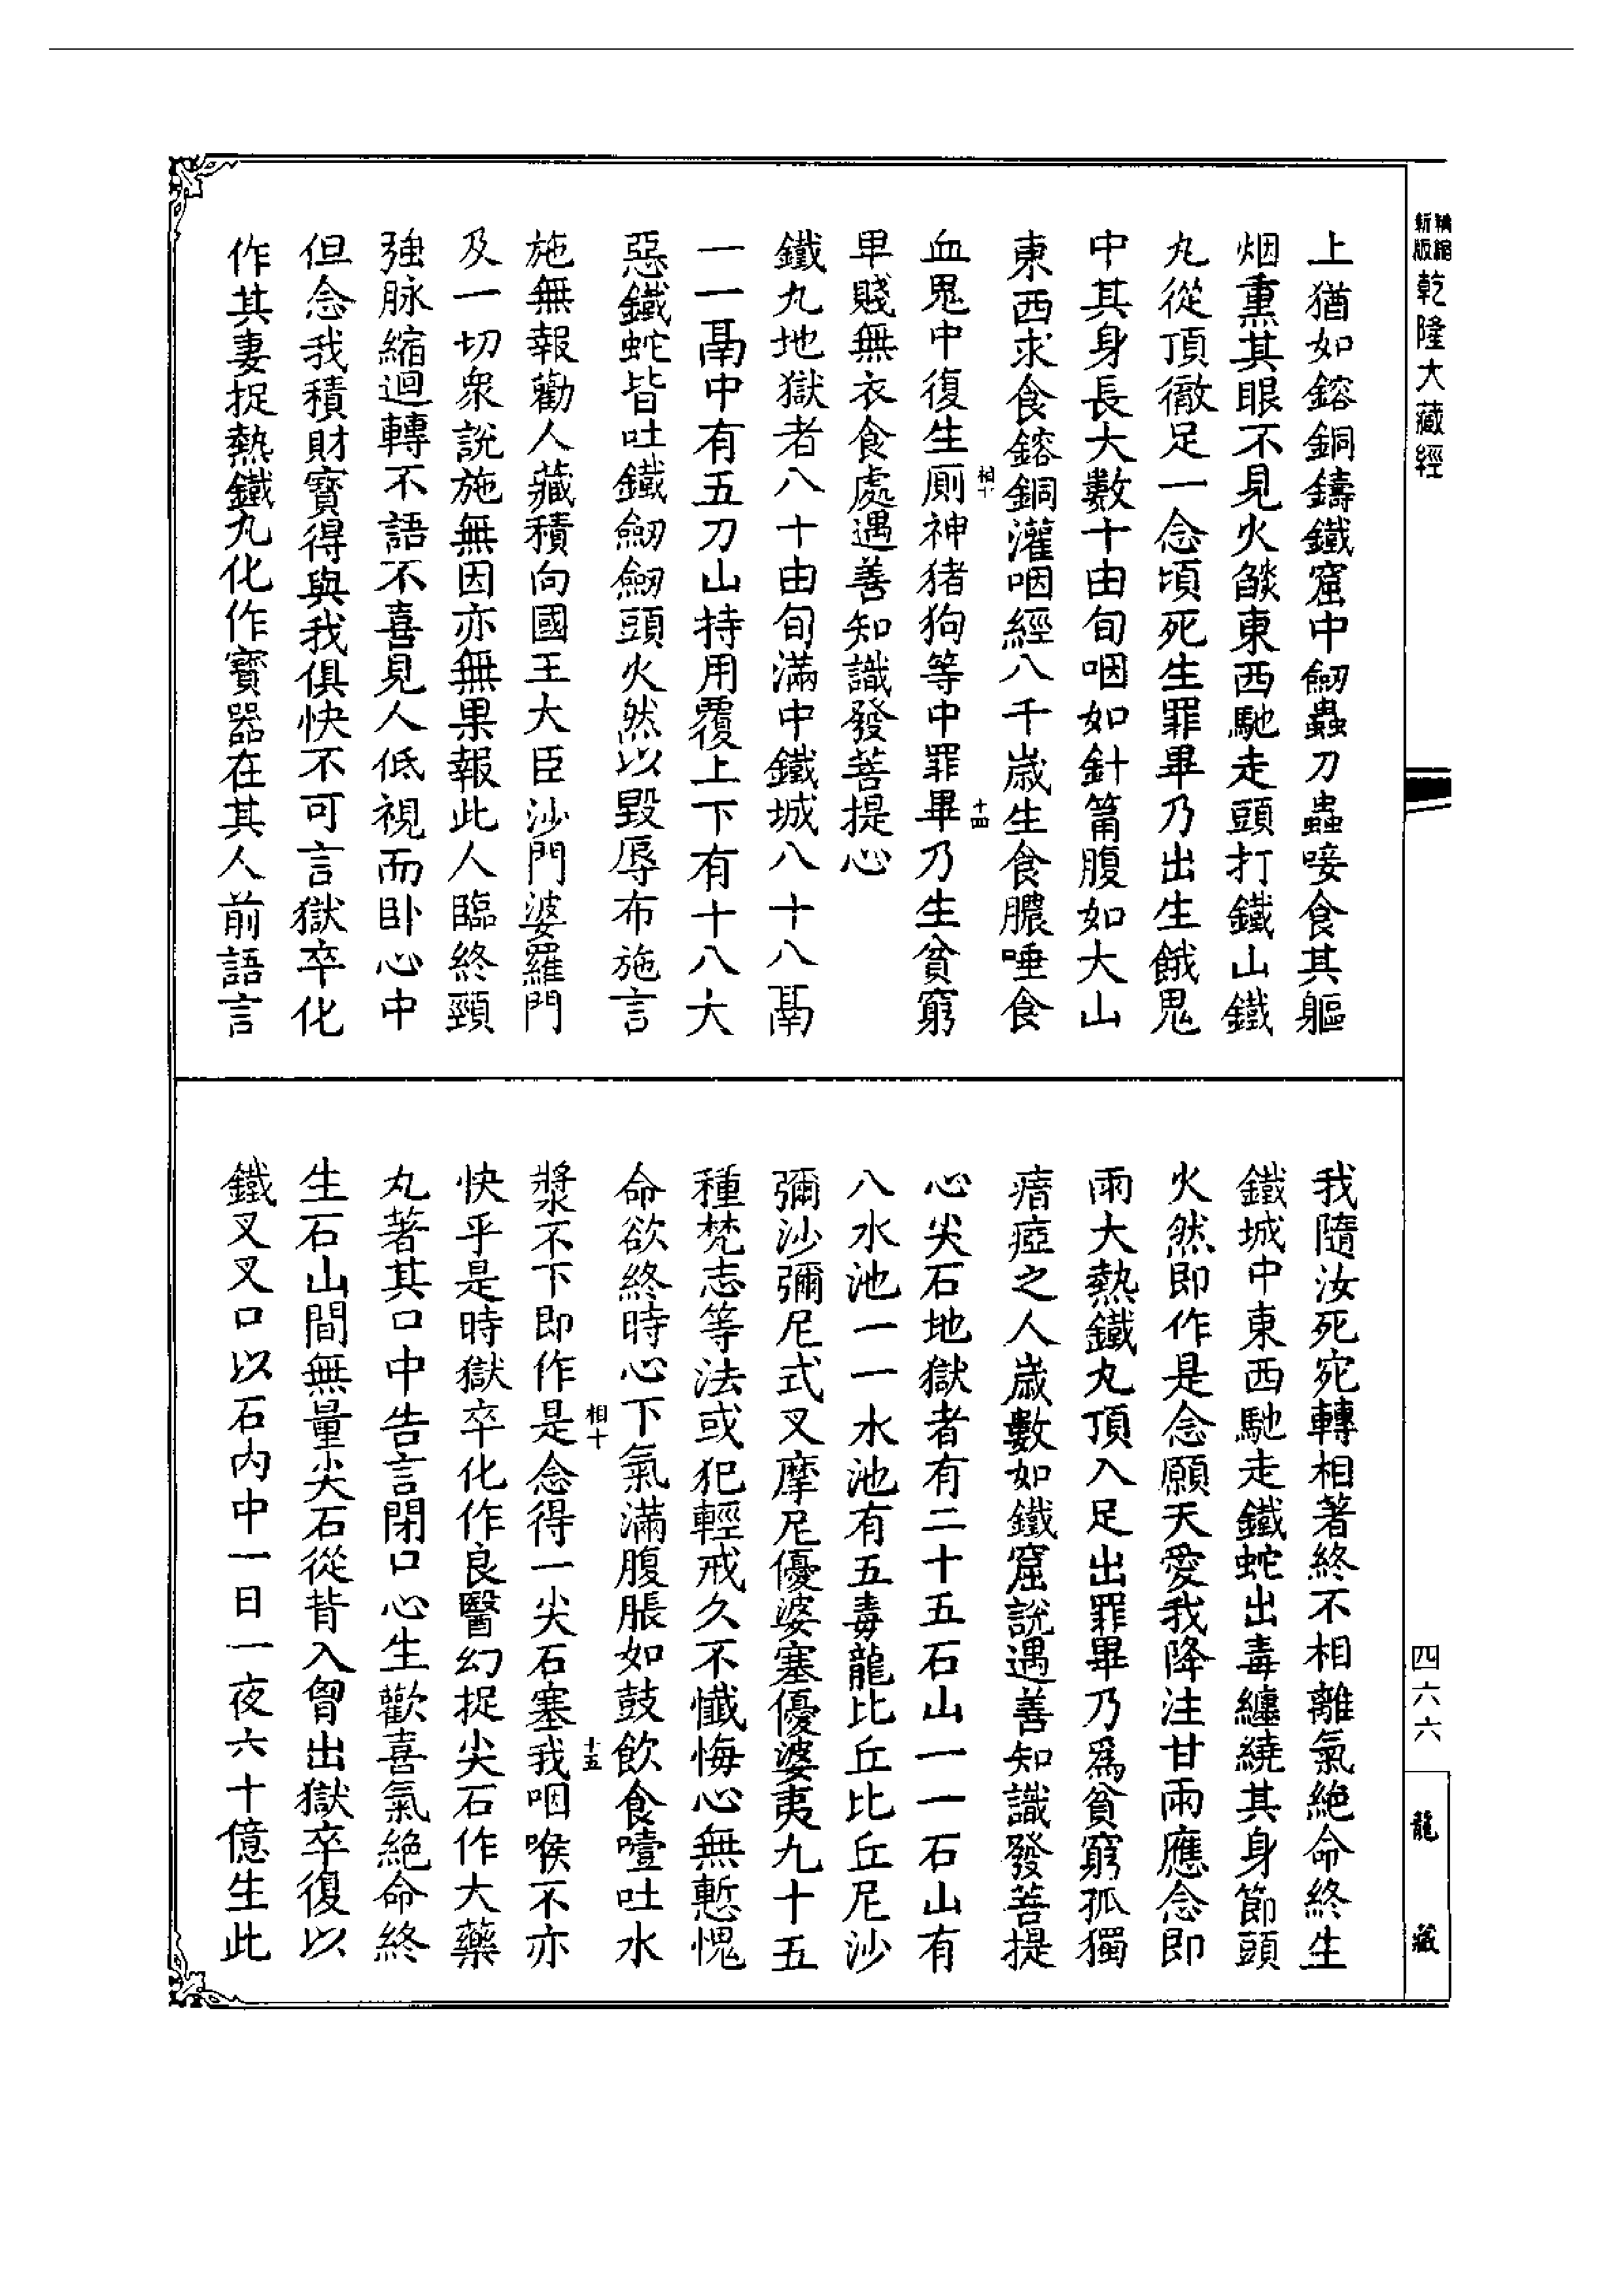 精縮
新版
乾隆大藏經
上猶如鎔銅鑄鐵窟中劒蟲刀蟲唼食其軀
烟熏其眼不見火燄東西馳走頭打鐵山鐵
丸從頂徹足一念頃死生罪畢乃出生餓鬼
中其身長大數十由旬咽如針筩腹如大山
東西求食鎔銅灌咽經八千歲生食膿唾食
血鬼中復生厠神猪狗等中罪畢乃生貧窮
卑賤無衣食處遇善知識發菩提心
鐵丸地獄者八十由旬滿中鐵城八十八鬲
一一鬲中有五刀山持用覆上下有十八大
惡鐵蛇皆吐鐵劒劒頭火然以毀辱布施言
施無報勸人藏積向國王大臣沙門婆羅門
及一切衆說施無因亦無果報此人臨終頸
強脉縮迴轉不語不喜見人低視而卧心中
但念我積財寳得與我俱快不可言獄卒化
作其妻捉熱鐵丸化作寳器在其人前語言
相十
十四
我隨汝死宛轉相著終不相離氣絶命終生
鐵城中東西馳走鐵蛇出毒纏繞其身節頭
火然即作是念願天愛我降注甘雨應念即
雨大熱鐵丸頂入足出罪畢乃爲貧窮孤獨
瘖瘂之人歲數如鐵窟說遇善知識發菩提
心尖石地獄者有二十五石山一一石山有
八水池一一水池有五毒龍比丘比丘尼沙
彌沙彌尼式叉摩尼優婆塞優婆夷九十五
種梵志等法或犯輕戒久不懺悔心無慙愧
命欲終時心下氣滿腹脹如鼓飲食噎吐水
漿不下即作是念得一尖石塞我咽喉不亦
快乎是時獄卒化作良醫幻捉尖石作大藥
丸著其口中告言閉口心生歡喜氣絶命終
生石山間無量尖石從背入胷出獄卒復以
鐵叉叉口以石内中一日一夜六十億生此
相十
十五
四六六
龍藏